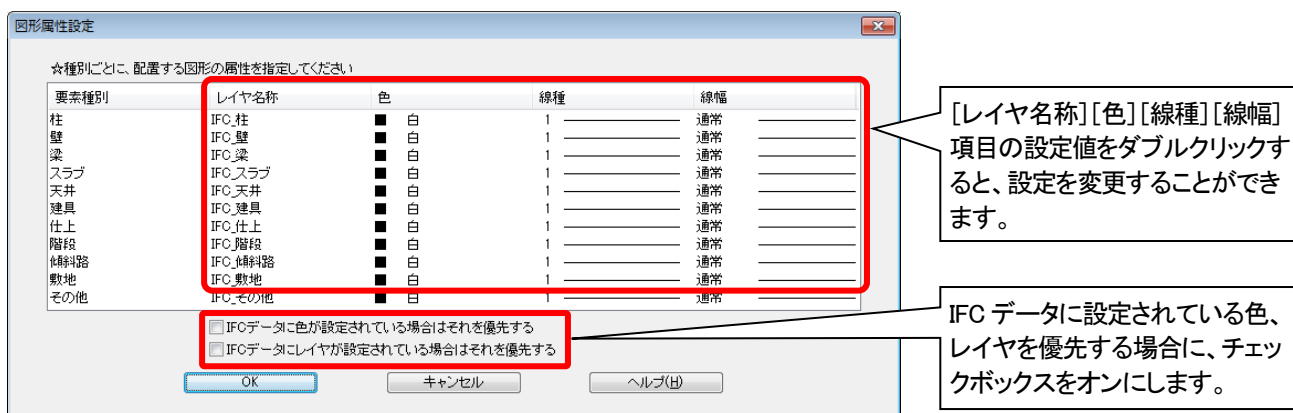 図形属性設定
☆種別ごとに、配置する図形の属性を指定してください
要素種別 レイヤ名称 色 線種 線幅
柱 IFC_柱 白 1 通常
壁 IFC_壁 白 1 通常
梁 IFC_梁 白 1 通常
スラブ IFC_スラブ 白 1 通常
天井 IFC_天井 白 1 通常
建具 IFC_建具 白 1 通常
仕上 IFC_仕上 白 1 通常
階段 IFC_階段 白 1 通常
傾斜路 IFC_傾斜路 白 1 通常
敷地 IFC_敷地 白 1 通常
その他 IFC_その他 白 1 通常
IFCデータに色が設定されている場合はそれを優先する
IFCデータにレイヤが設定されている場合はそれを優先する
OK キャンセル ヘルプ(H)
[レイヤ名称][色][線種][線幅]
項目の設定値をダブルクリックす
ると、設定を変更することができ
ます。
IFC データに設定されている色、
レイヤを優先する場合に、チェッ
クボックスをオンにします。